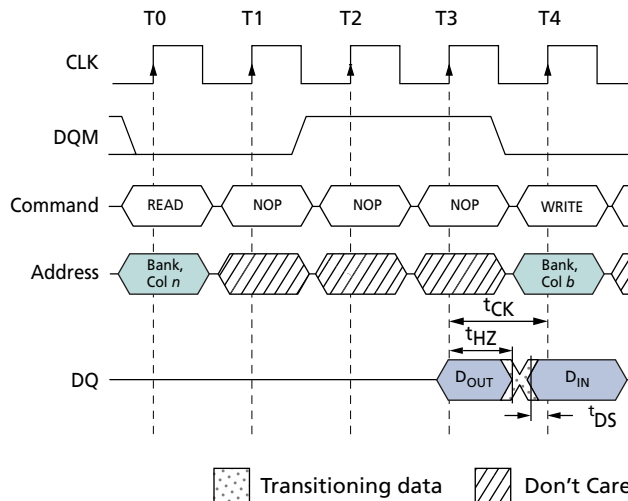 T0 T1 T2 T3 T4
CLK
DQM
Command READ NOP NOP NOP WRITE
Address Bank, Col n Bank, Col b
tCK
tHZ
DQ DOUT DIN
tDS
Transitioning data Don't Care